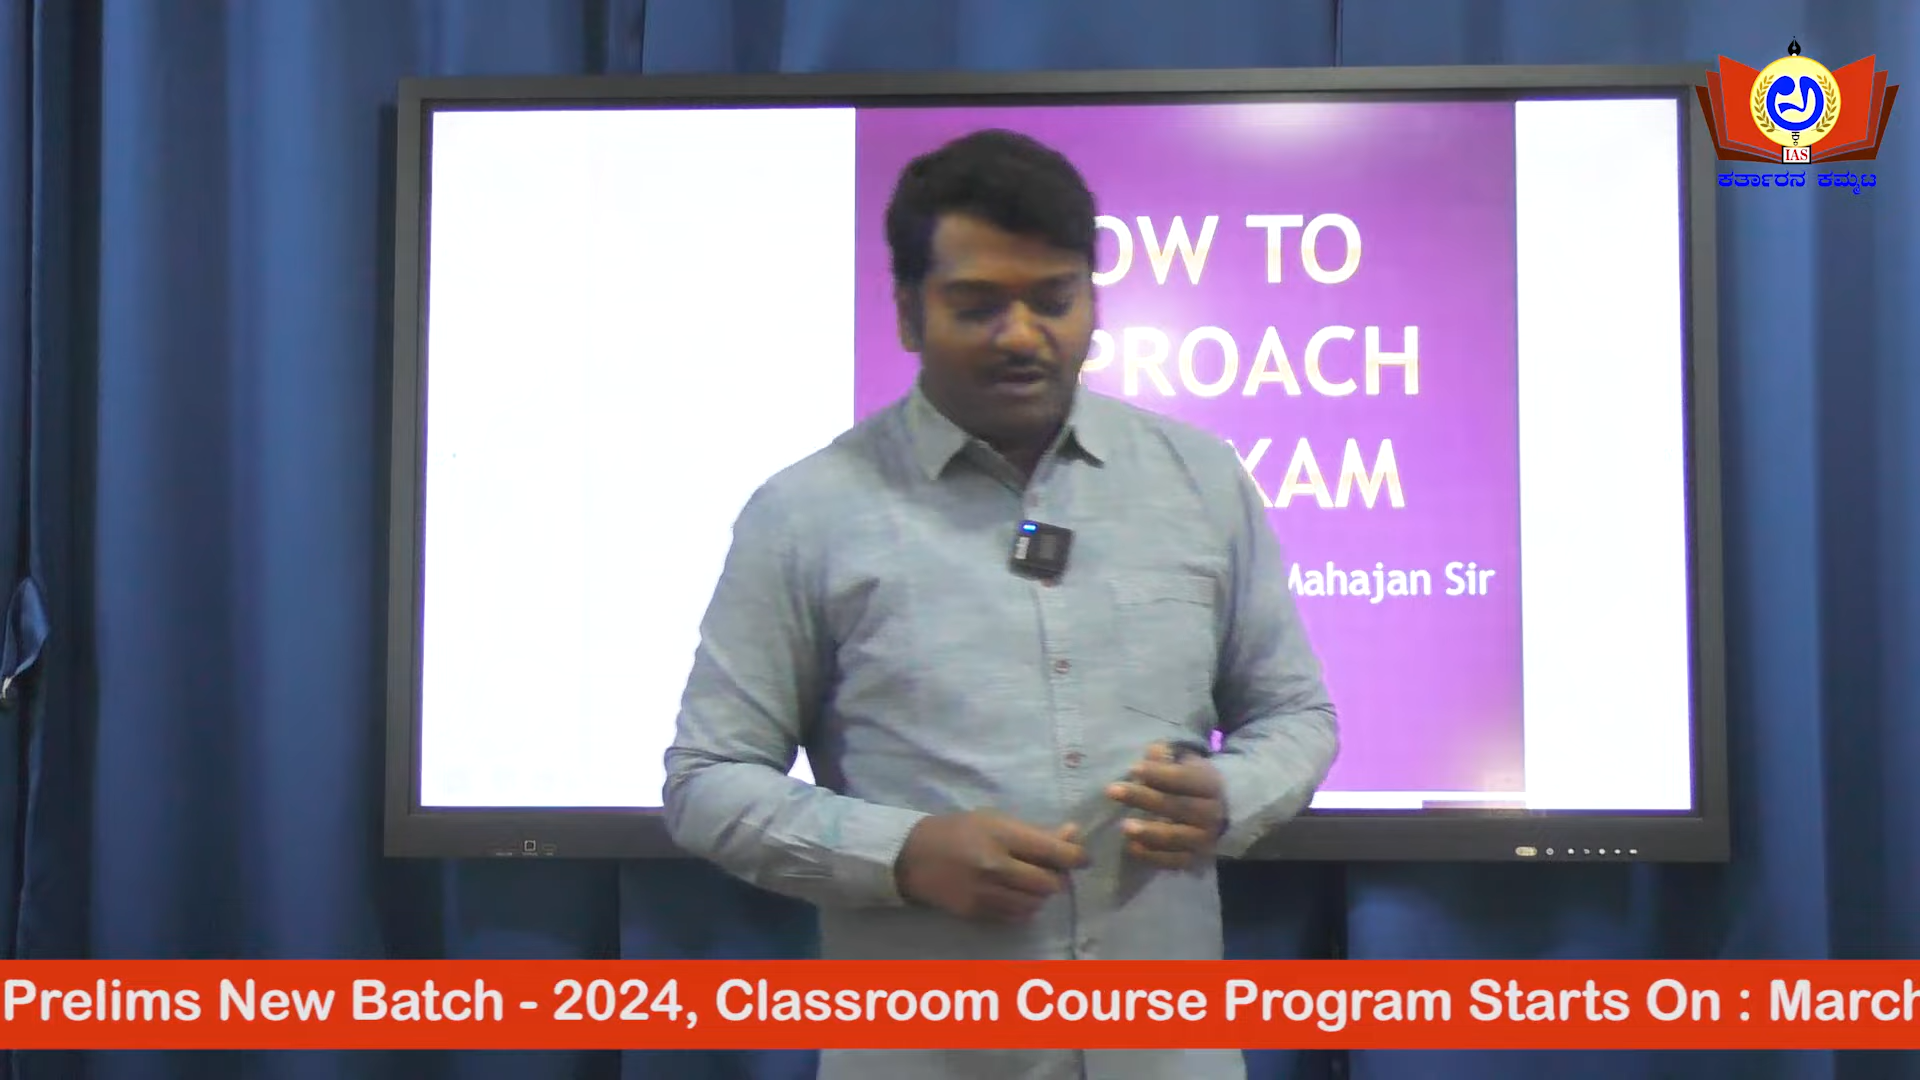 OW TO
PROACH
XAM
Mahajan Sir
IAS
ಕರ್ತಾರನ ಕಮ್ಮಟ
Prelims New Batch - 2024, Classroom Course Program Starts On : March